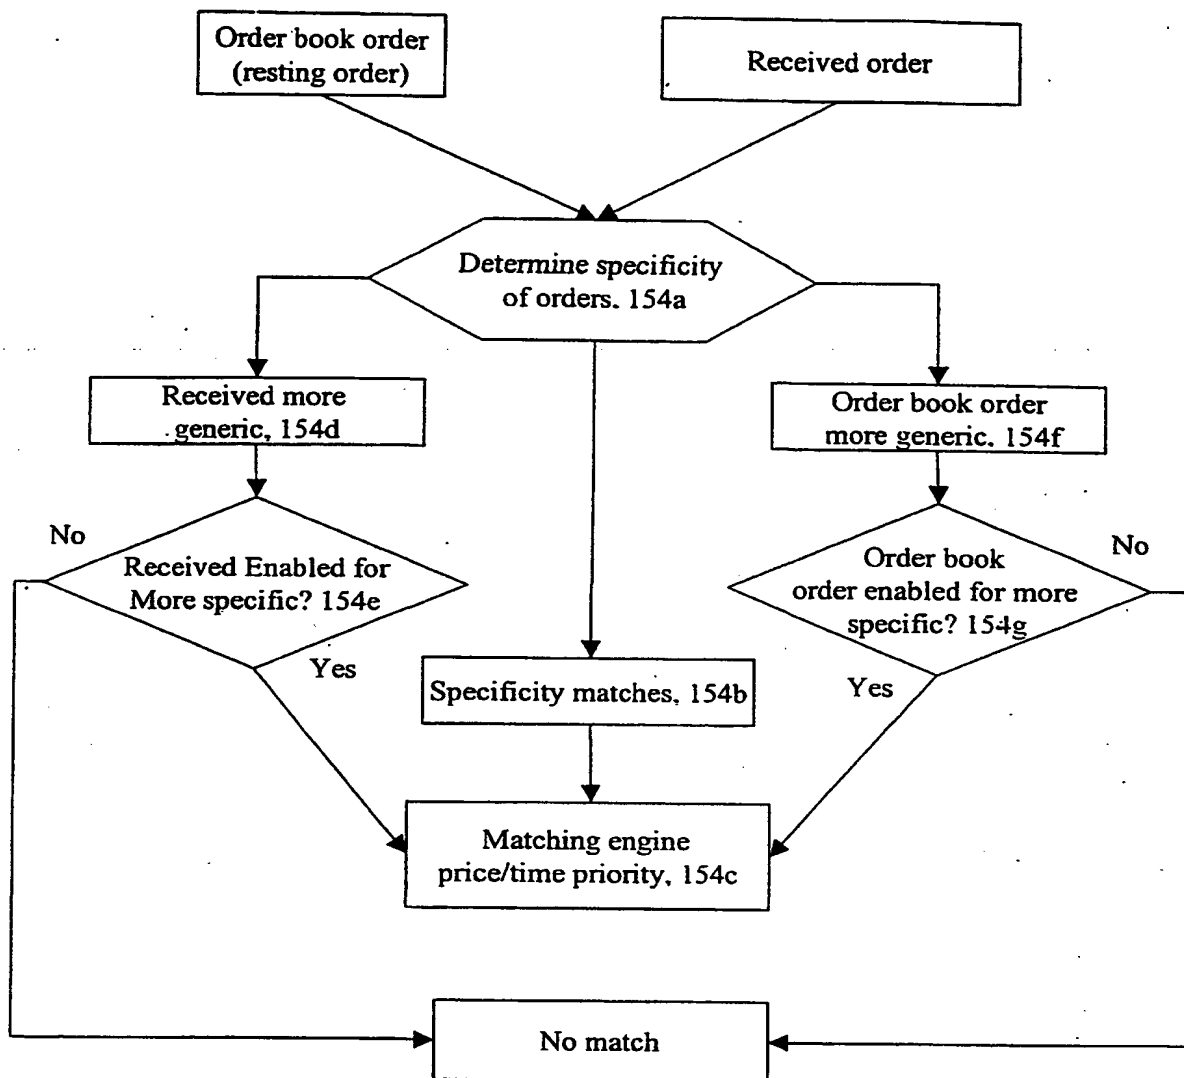 Order book order
(resting order)
Received order
Determine specificity
of orders. 154a
Received more
generic, 154d
Order book order
more generic. 154f
No
Received Enabled for
More specific? 154e
Yes
Order book
order enabled for more
specific? 154g
No
Yes
Specificity matches, 154b
Matching engine
price/time priority, 154c
No match